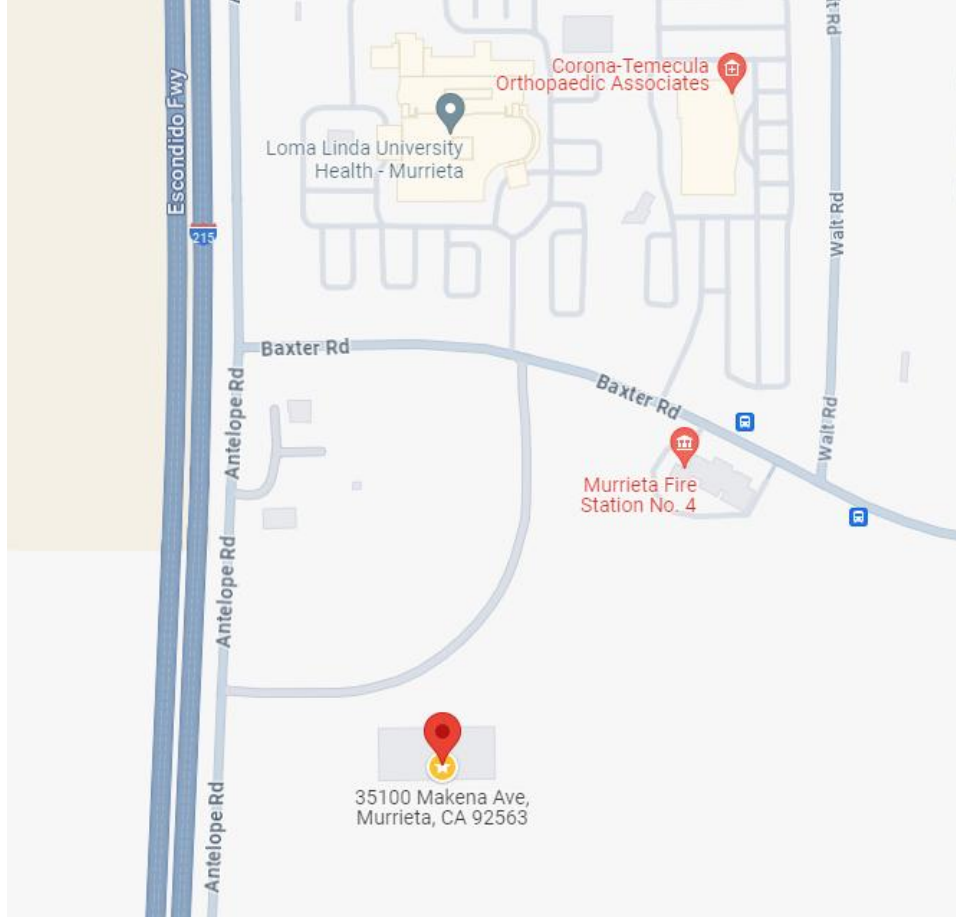 t Rd
Corona-Temecula
Orthopaedic Associates
Escondido Fwy
Loma Linda University
Health - Murrieta
215
Walt Rd
Baxter Rd
Baxter Rd
Antelope Rd
Walt Rd
Murrieta Fire
Station No. 4
Antelope Rd
35100 Makena Ave,
Murrieta, CA 92563
Antelope Rd